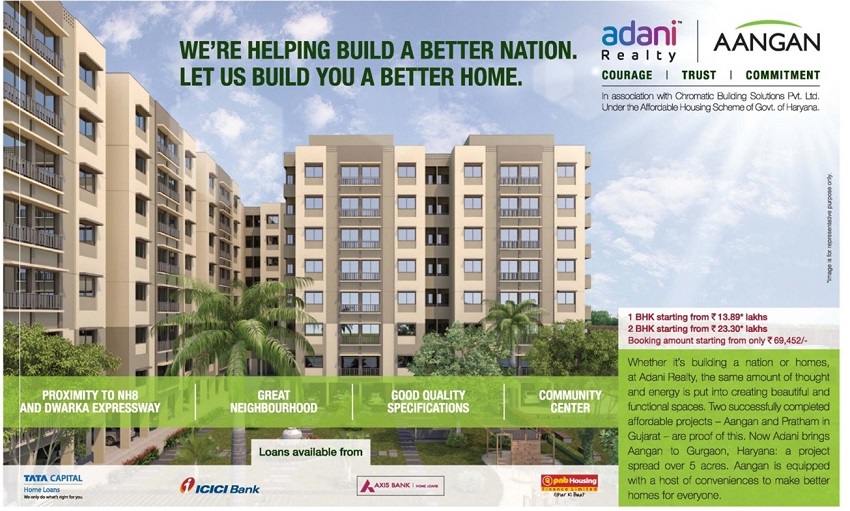 WE'RE HELPING BUILD A BETTER NATION.
LET US BUILD YOU A BETTER HOME.
adani™
Realty
AANGAN
COURAGE | TRUST | COMMITMENT
In association with Chromatic Building Solutions Pvt. Ltd.
Under the Affordable Housing Scheme of Govt. of Haryana.
*Image is for representative purpose only.
1 BHK starting from ₹ 13.89* lakhs
2 BHK starting from ₹ 23.30* lakhs
Booking amount starting from only ₹ 69,452/-
Whether it's building a nation or homes,
at Adani Realty, the same amount of thought
and energy is put into creating beautiful and
functional spaces. Two successfully completed
affordable projects – Aangan and Pratham in
Gujarat – are proof of this. Now Adani brings
Aangan to Gurgaon, Haryana: a project
spread over 5 acres. Aangan is equipped
with a host of conveniences to make better
homes for everyone.
PROXIMITY TO NH8
AND DWARKA EXPRESSWAY
GREAT
NEIGHBOURHOOD
GOOD QUALITY
SPECIFICATIONS
COMMUNITY
CENTER
Loans available from
TATA CAPITAL
Home Loans
We only do what's right for you.
ICICI Bank
AXIS BANK | HOME LOANS
pnb Housing
Finance Limited
Ghar Ki Baat